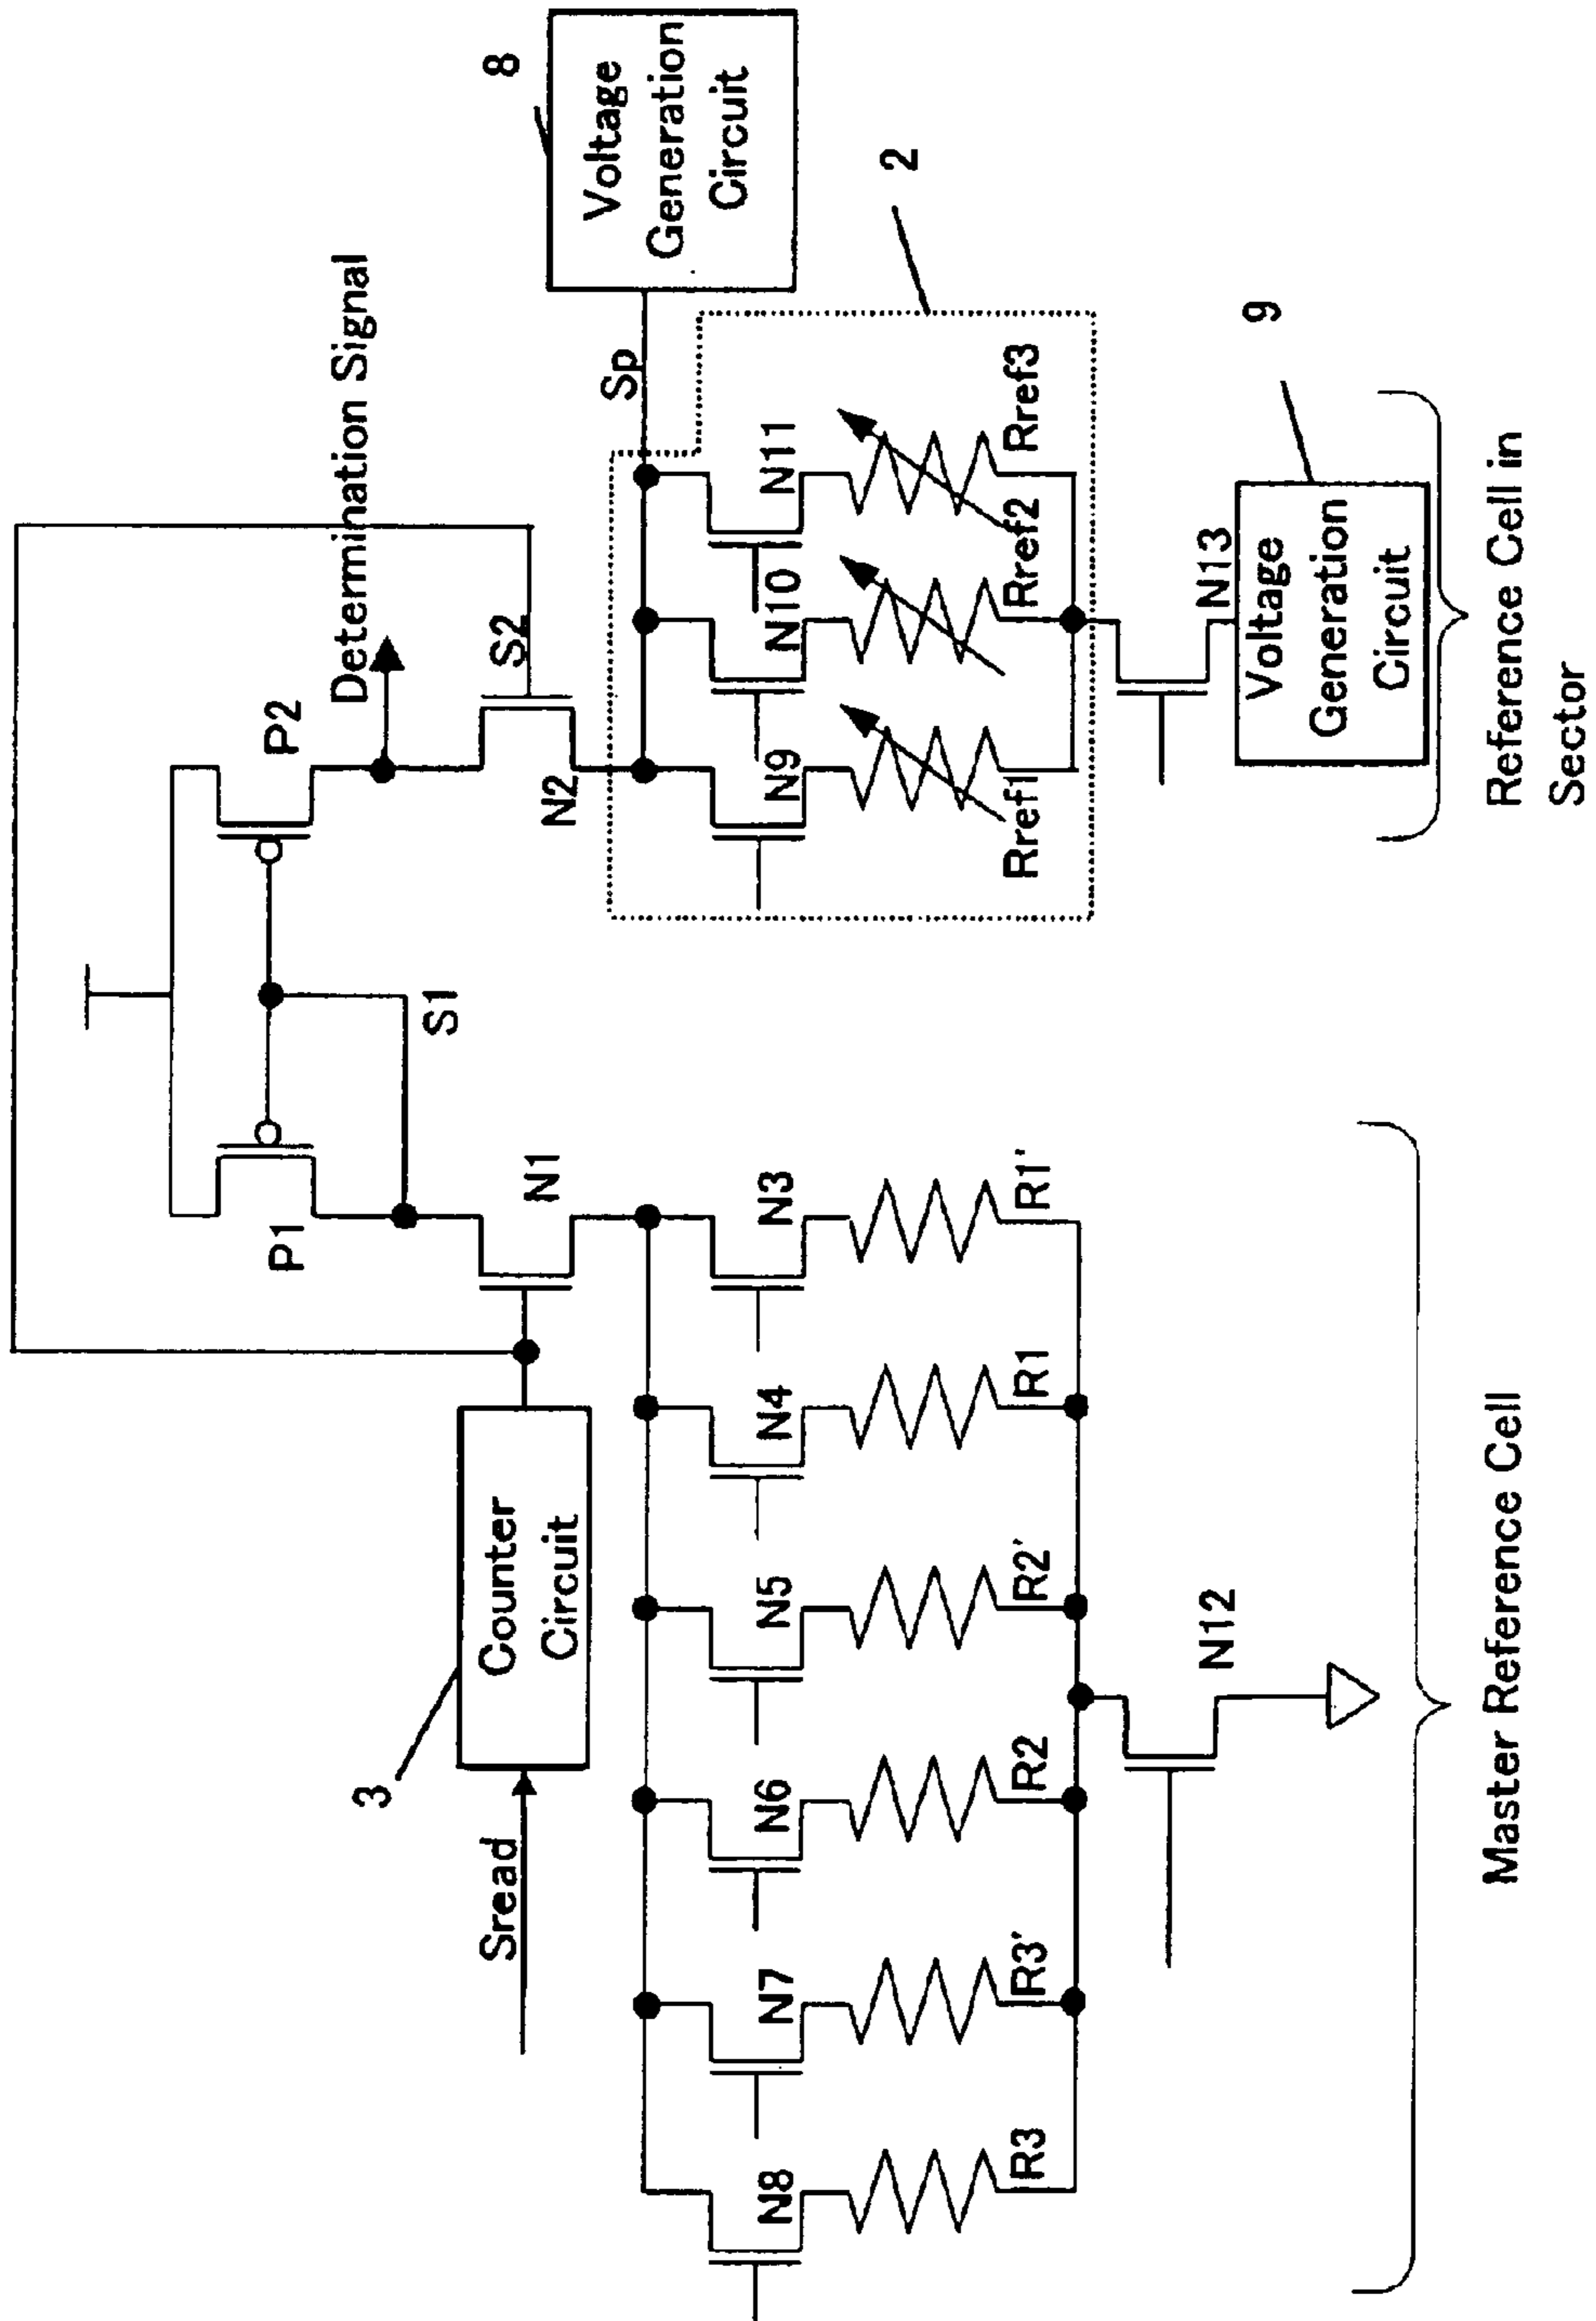 8
Voltage
Generation
Circuit
Determination Signal
P2
S1
P1
S2
Sp
2
N2
N1
3
Counter
Circuit
Sread
N8
N7
N6
N5
N4
N3
N9
N10
N11
R3
R3'
R2
R2'
R1
R1'
Rref1
Rref2
Rref3
N12
N13
9
Voltage
Generation
Circuit
Master Reference Cell
Reference Cell in
Sector